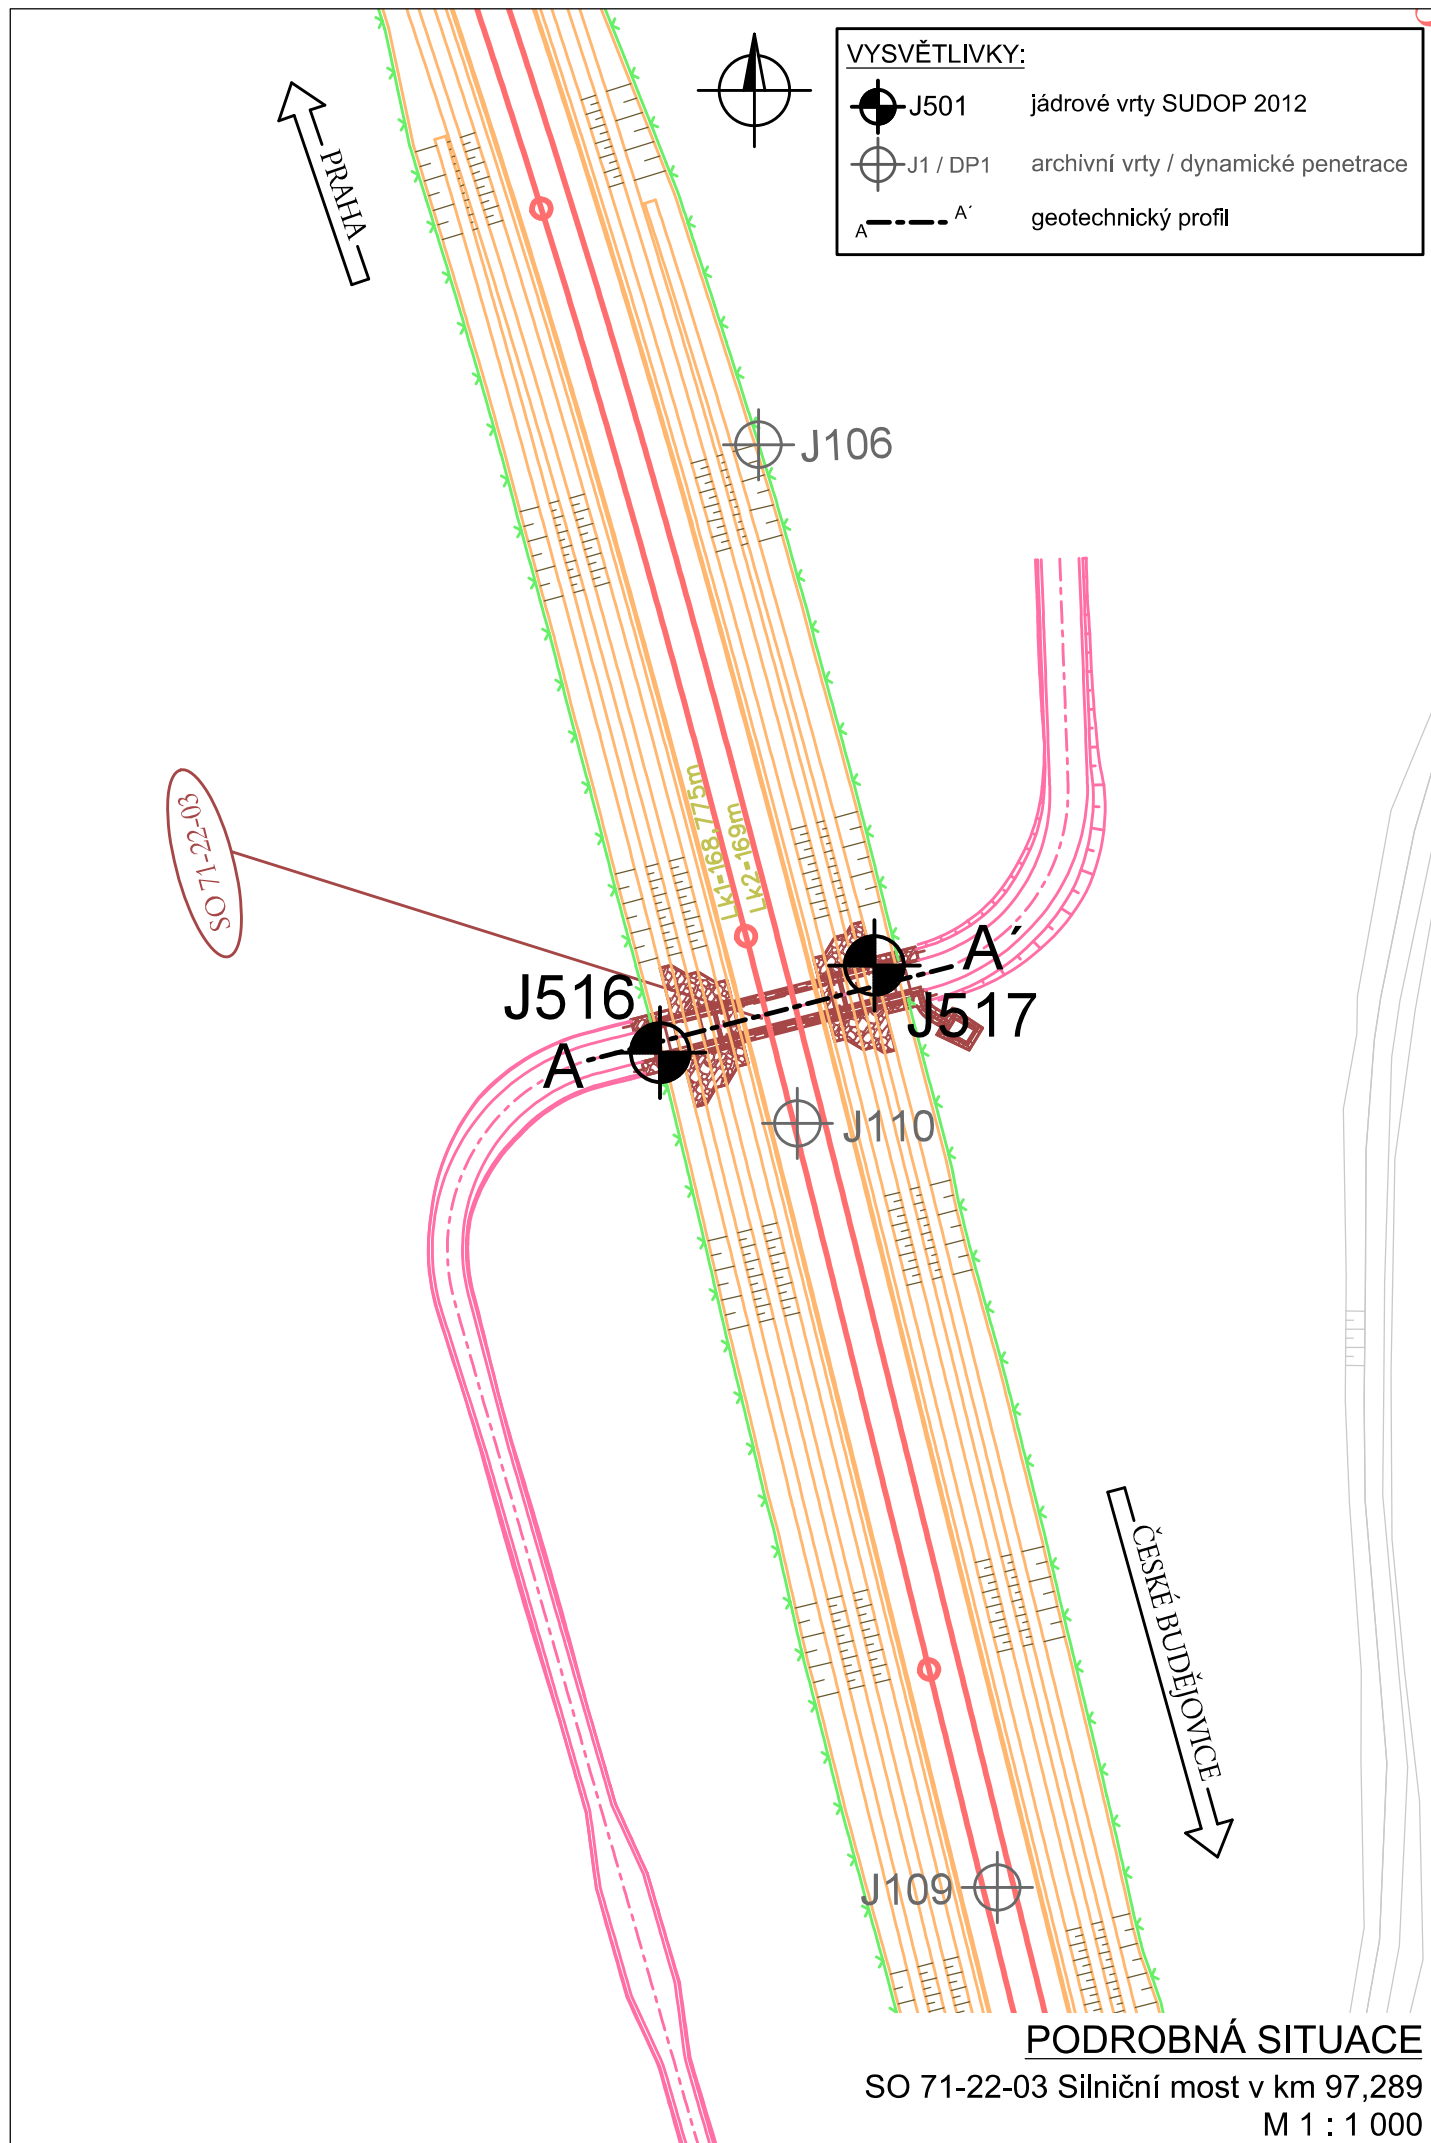 VYSVĚTLIVKY:
J501 jádrové vrty SUDOP 2012
J1 / DP1 archivní vrty / dynamické penetrace
A A´ geotechnický profil
PRAHA
J106
SO 71-22-03
LK1-168,775m
LK2-169m
A´
J516
J517
A
J110
ČESKÉ BUDĚJOVICE
J109
PODROBNÁ SITUACE
SO 71-22-03 Silniční most v km 97,289
M 1 : 1 000